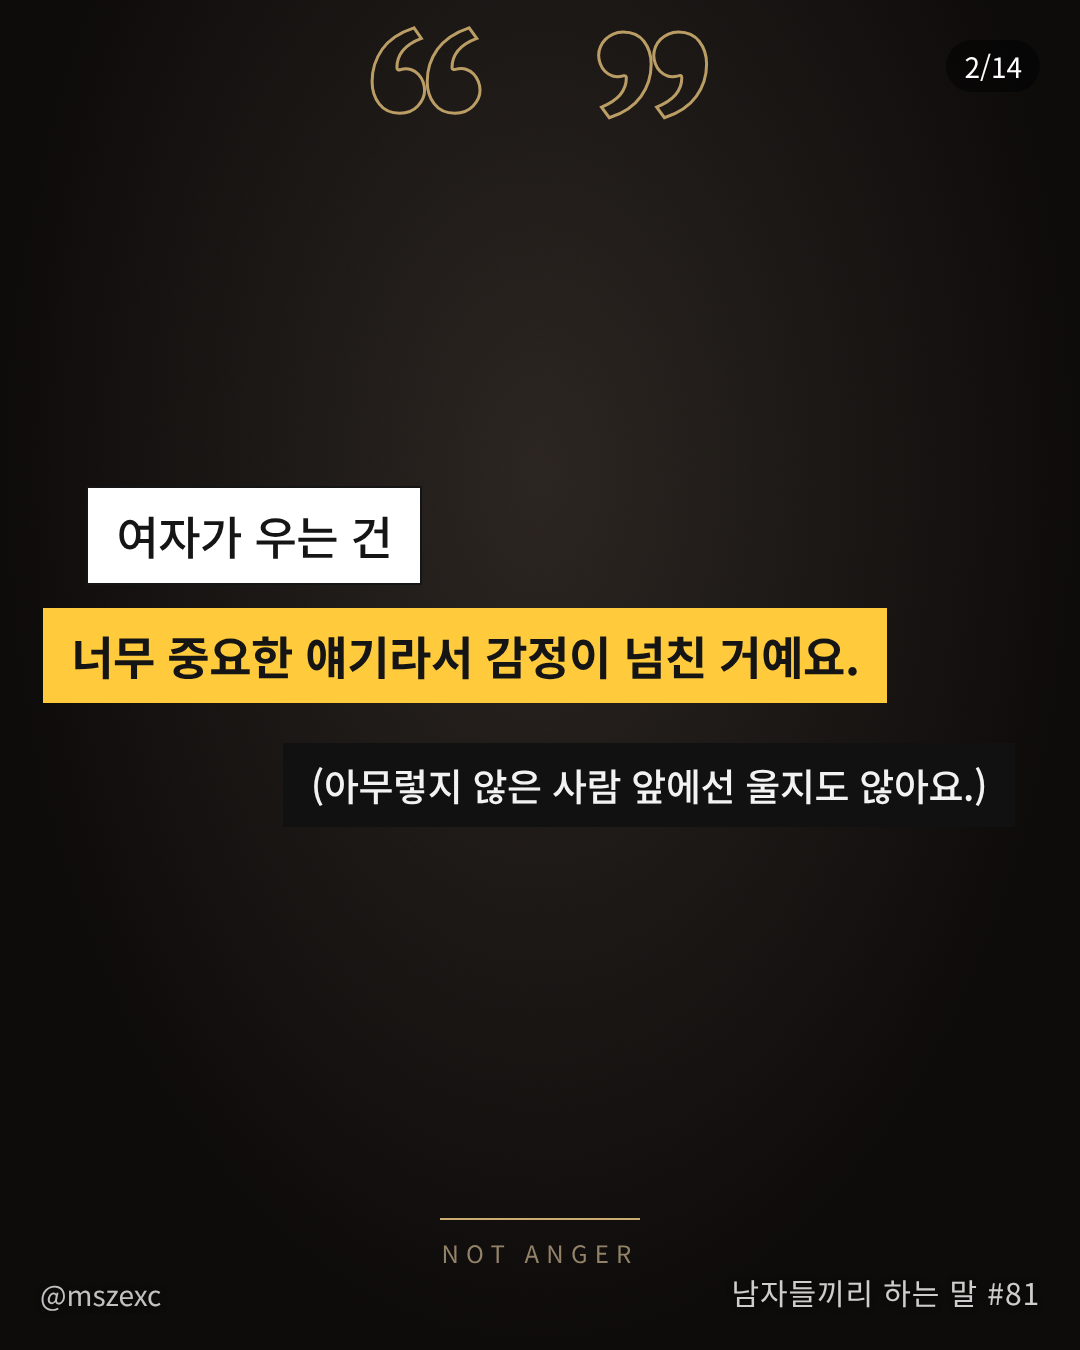 “ ”
2/14
여자가 우는 건
너무 중요한 얘기라서 감정이 넘친 거예요.
(아무렇지 않은 사람 앞에선 울지도 않아요.)
NOT ANGER
@mszexc
남자들끼리 하는 말 #81